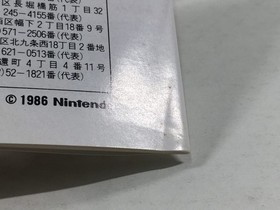 区長堀橋筋1丁目32
245-4155番(代表)
区幅下2丁目18番9号
571-2506番(代表)
区北九条西18丁目2番地
621-0513番(代表)
町4丁目4番11号
52-1821番(代表)
© 1986 Nintendo